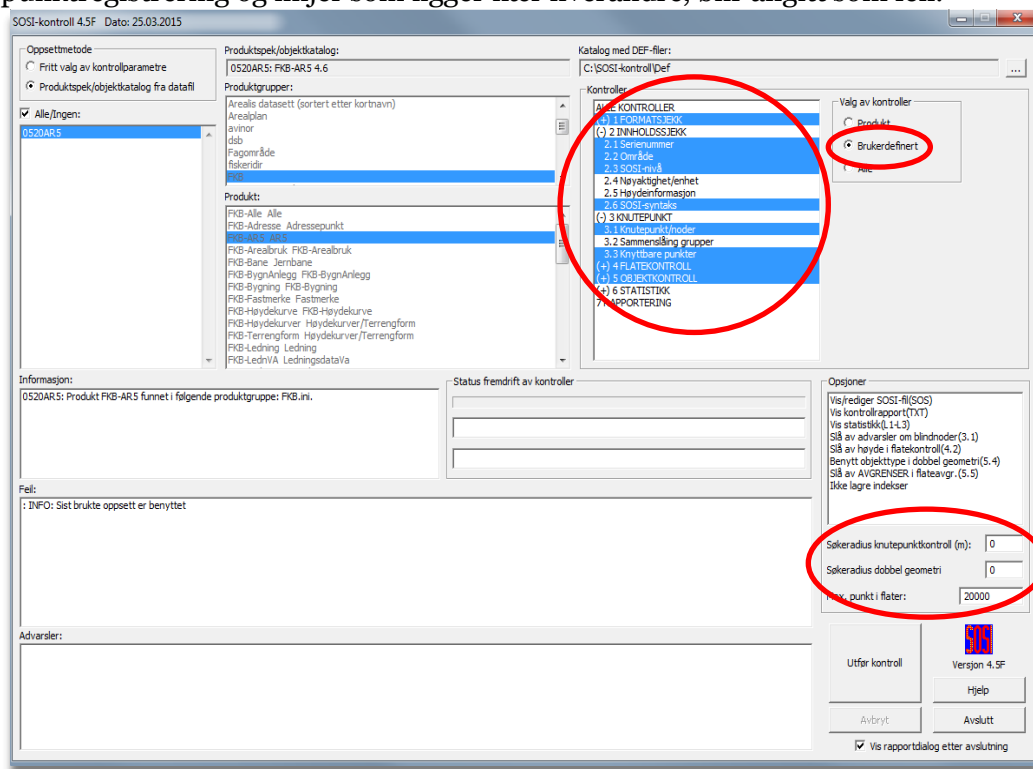 SOSI-kontroll 4.5F Dato: 25.03.2015
Oppsettmetode
Fritt valg av kontrollparametre
Produktspek/objektkatalog fra datafil
Alle/Ingen:
0520AR5
Produktspek/objektkatalog:
0520AR5: FKB-AR5 4.6
Produktgrupper:
Arealis datasett (sortert etter kortnavn)
Arealplan
avinor
dsb
Fagområde
fiskeridir
FKB
Produkt:
FKB-Alle Alle
FKB-Adresse Adressepunkt
FKB-AR5 AR5
FKB-Arealbruk FKB-Arealbruk
FKB-Bane Jernbane
FKB-BygnAnlegg FKB-BygnAnlegg
FKB-Bygning FKB-Bygning
FKB-Fastmerke Fastmerke
FKB-Høydekurve FKB-Høydekurve
FKB-Høydekurver Høydekurver/Terrengform
FKB-Terrengform Høydekurver/Terrengform
FKB-Ledning Ledning
FKB-LednVA LedningsdataVa
Katalog med DEF-filer:
C:\SOSI-kontroll\Def
...
Kontroller
ALLE KONTROLLER
(+) 1 FORMATSJEKK
(-) 2 INNHOLDSSJEKK
2.1 Serienummer
2.2 Område
2.3 SOSI-nivå
2.4 Nøyaktighet/enhet
2.5 Høydeinformasjon
2.6 SOSI-syntaks
(-) 3 KNUTEPUNKT
3.1 Knutepunkt/noder
3.2 Sammenslåing grupper
3.3 Knyttbare punkter
(+) 4 FLATEKONTROLL
(+) 5 OBJEKTKONTROLL
(+) 6 STATISTIKK
7 RAPPORTERING
Valg av kontroller
Produkt
Brukerdefinert
Alle
Informasjon:
0520AR5: Produkt FKB-AR5 funnet i følgende produktgruppe: FKB.ini.
Status fremdrift av kontroller
Opsjoner
Vis/rediger SOSI-fil(SOS)
Vis kontrollrapport(TXT)
Vis statistikk(L1-L3)
Slå av advarsler om blindnoder(3.1)
Slå av høyde i flatekontroll(4.2)
Benytt objekttype i dobbel geometri(5.4)
Slå av AVGRENSER i flateavgr.(5.5)
Ikke lagre indekser
Feil:
: INFO: Sist brukte oppsett er benyttet
Søkeradius knutepunktkontroll (m): 0
Søkeradius dobbel geometri 0
Max. punkt i flater: 20000
Advarsler:
Utfør kontroll
SOSI
Versjon 4.5F
Hjelp
Avbryt
Avslutt
Vis rapportdialog etter avslutning